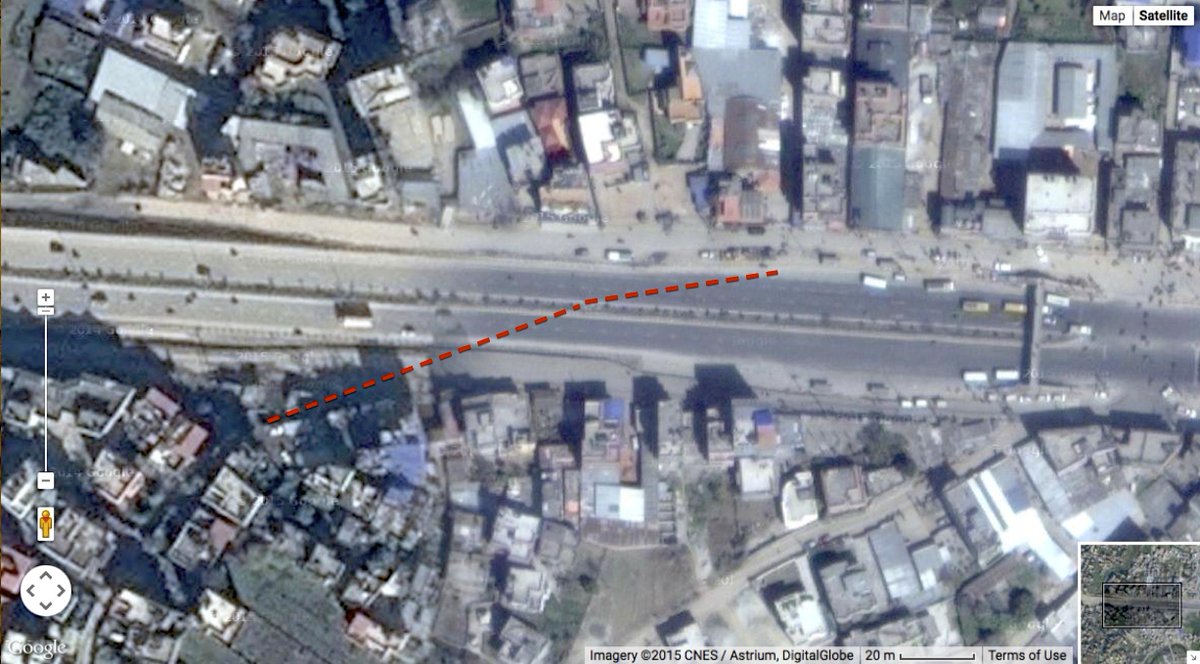 Map
Satellite
Google
Imagery ©2015 CNES / Astrium, DigitalGlobe
20 m
Terms of Use